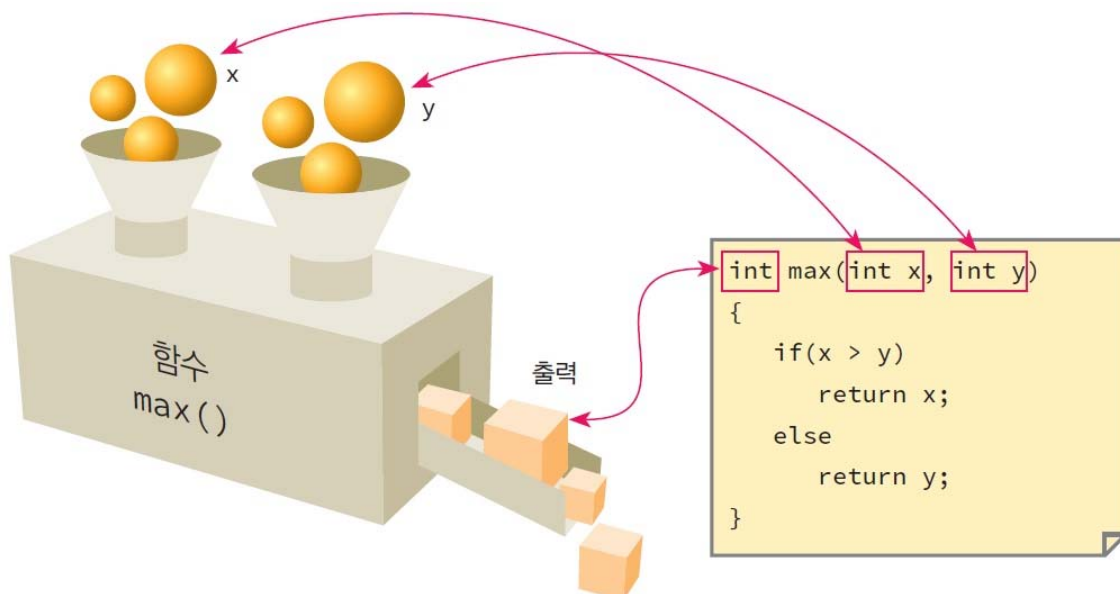 x
y
함수
max()
출력
int max(int x, int y)
{
if(x > y)
return x;
else
return y;
}